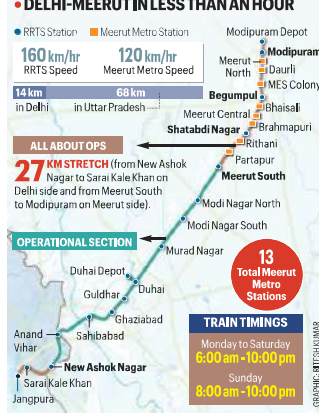 • DELHI-MEERUT IN LESS THAN AN HOUR
RRTS Station
Meerut Metro Station
160 km/hr
RRTS Speed
120 km/hr
Meerut Metro Speed
14 km
in Delhi
68 km
in Uttar Pradesh
Modipuram Depot
Modipuram
Meerut
North
Daurli
MES Colony
Begumpul
Bhaisali
Meerut Central
Brahmapuri
Shatabdi Nagar
Rithani
Partapur
Meerut South
ALL ABOUT OPS
27 KM STRETCH (from New Ashok
Nagar to Sarai Kale Khan on
Delhi side and from Meerut South
to Modipuram on Meerut side).
Modi Nagar North
Modi Nagar South
OPERATIONAL SECTION
Murad Nagar
Duhai Depot
Duhai
Guldhar
Ghaziabad
Sahibabad
Anand
Vihar
New Ashok Nagar
Sarai Kale Khan
Jangpura
13
Total Meerut
Metro
Stations
TRAIN TIMINGS
Monday to Saturday
6:00 am -10:00 pm
Sunday
8:00 am -10:00 pm
GRAPHIC: RITESH KUMAR